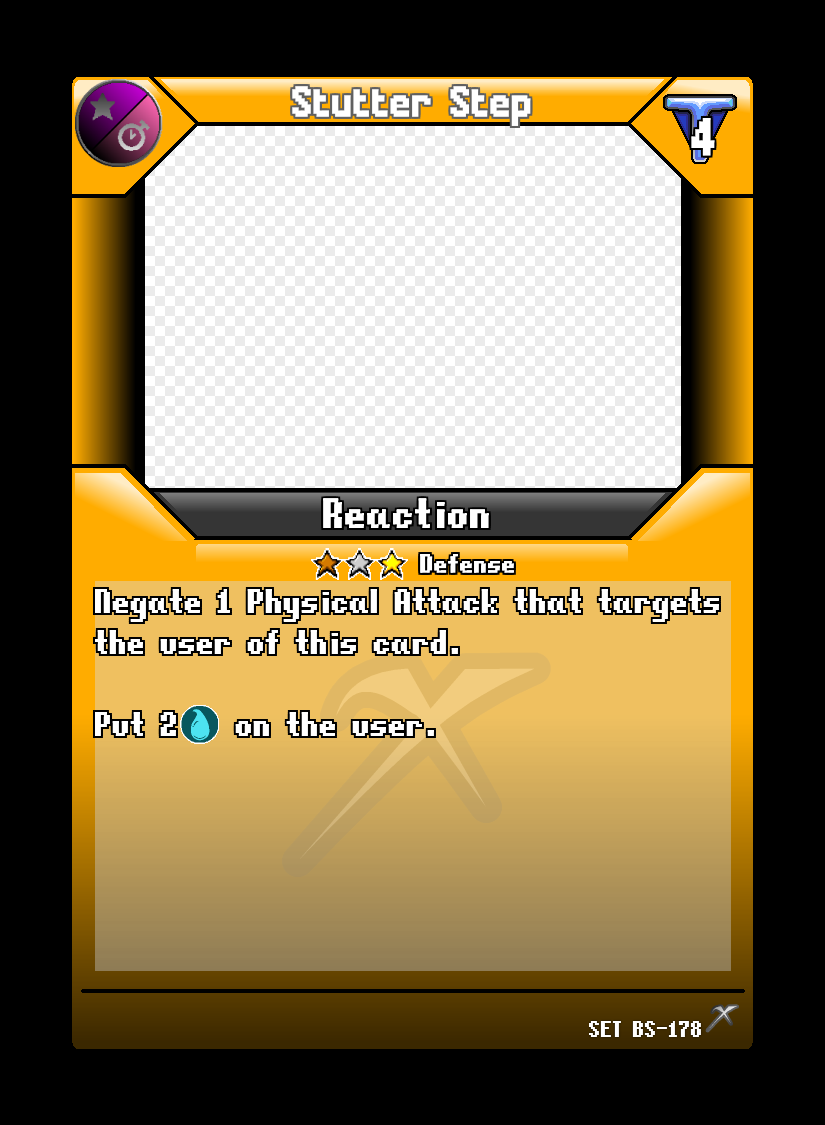 Stutter Step
4
Reaction
Defense
Negate 1 Physical Attack that targets
the user of this card.
Put 2 on the user.
SET BS-178